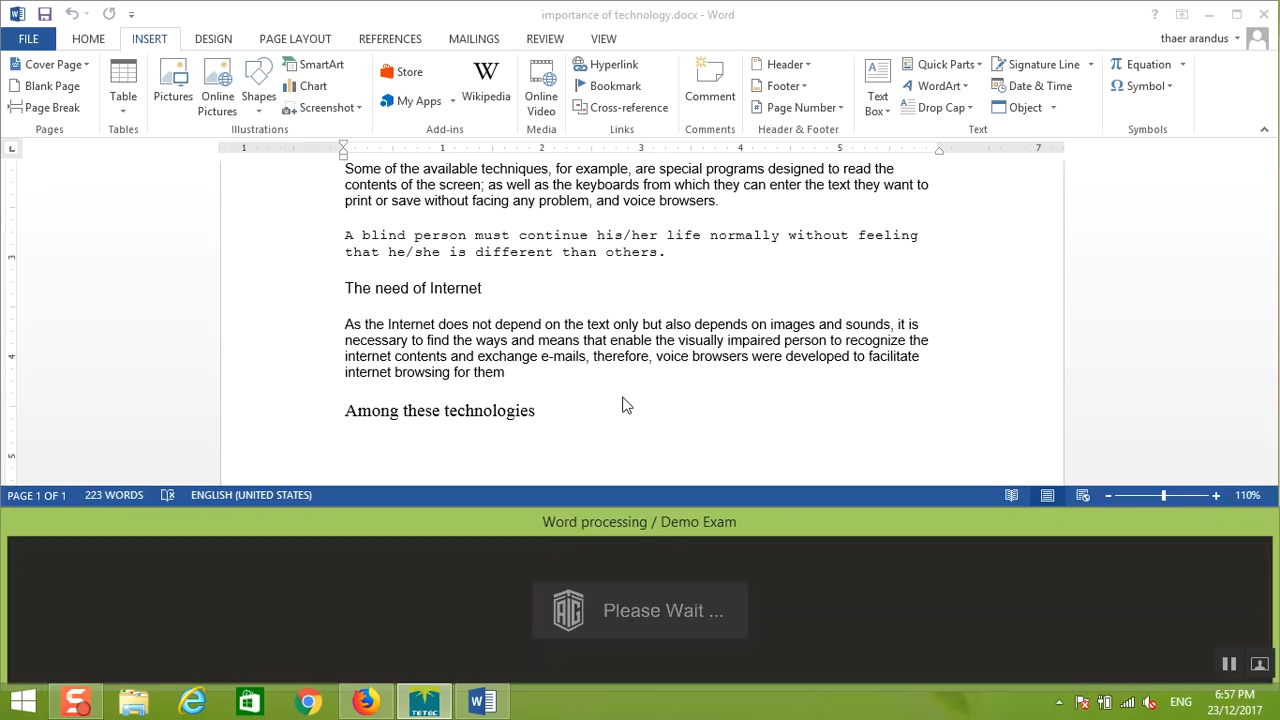 importance of technology.docx - Word
FILE HOME INSERT DESIGN PAGE LAYOUT REFERENCES MAILINGS REVIEW VIEW thaer arandus
Cover Page
Blank Page
Page Break
Pages
Table
Tables
Pictures
Online Pictures
Shapes
SmartArt
Chart
Screenshot
Illustrations
Store
My Apps
W
Wikipedia
Add-ins
Online Video
Media
Hyperlink
Bookmark
Cross-reference
Links
Comment
Comments
Header
Footer
Page Number
Header & Footer
Text Box
Quick Parts
WordArt
Drop Cap
Signature Line
Date & Time
Object
Text
Equation
Symbol
Symbols
1 1 2 3 4 5 7
3
4
5
Some of the available techniques, for example, are special programs designed to read the
contents of the screen; as well as the keyboards from which they can enter the text they want to
print or save without facing any problem, and voice browsers.
A blind person must continue his/her life normally without feeling
that he/she is different than others.
The need of Internet
As the Internet does not depend on the text only but also depends on images and sounds, it is
necessary to find the ways and means that enable the visually impaired person to recognize the
internet contents and exchange e-mails, therefore, voice browsers were developed to facilitate
internet browsing for them
Among these technologies
PAGE 1 OF 1 223 WORDS ENGLISH (UNITED STATES) 110%
Word processing / Demo Exam
Please Wait ...
TETEC
ENG
6:57 PM
23/12/2017